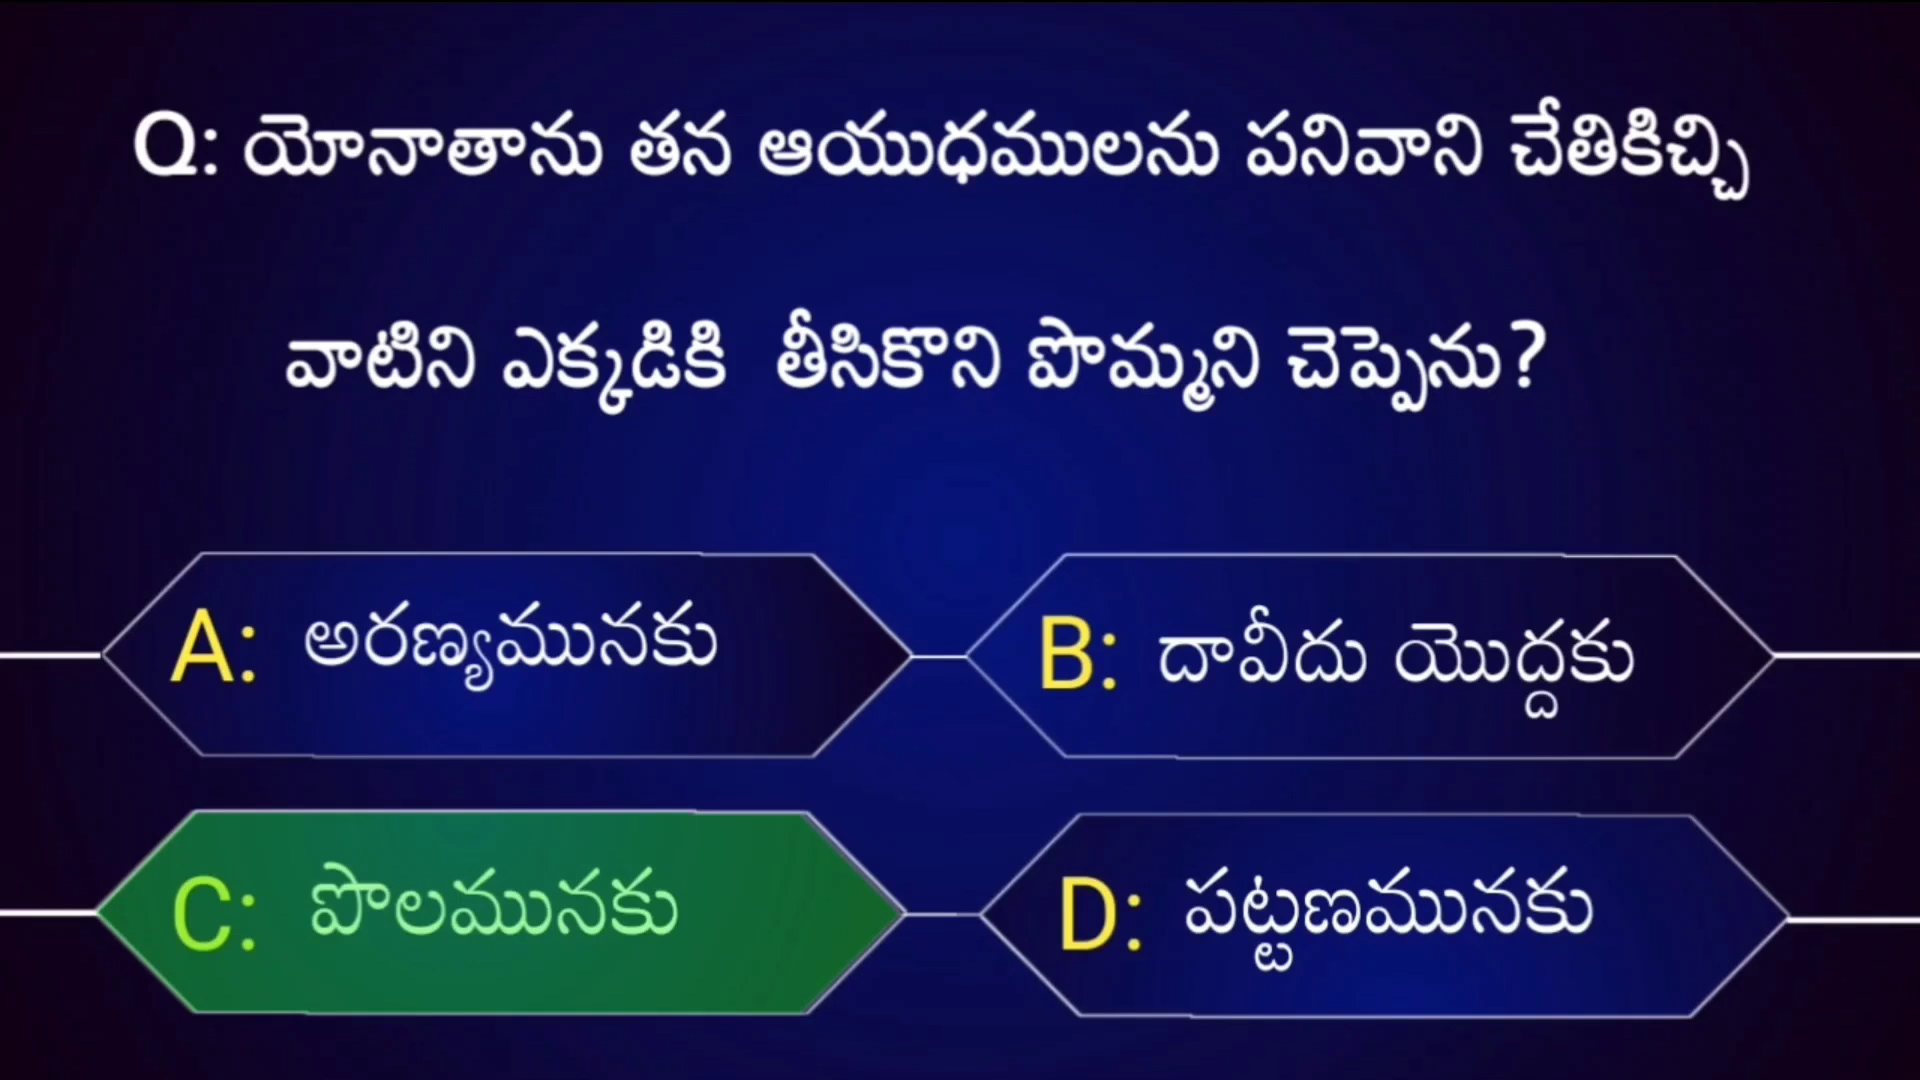 Q: యోనాతాను తన ఆయుధములను పనివాని చేతికిచ్చి
వాటిని ఎక్కడికి తీసికొని పొమ్మని చెప్పెను?
A: అరణ్యమునకు
B: దావీదు యొద్దకు
C: పొలమునకు
D: పట్టణమునకు